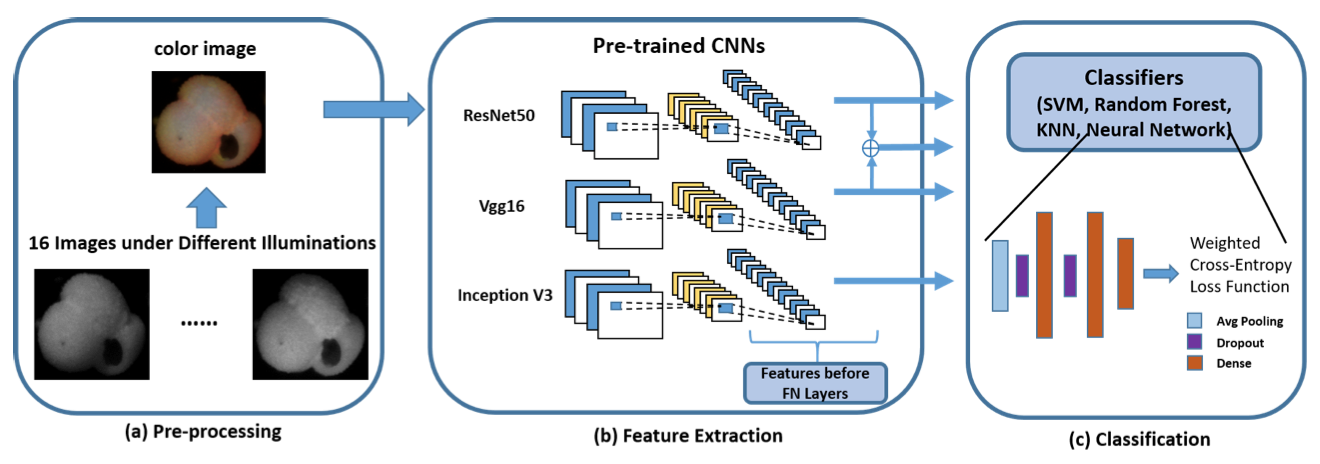 color image
16 Images under Different Illuminations
......
(a) Pre-processing
Pre-trained CNNs
ResNet50
Vgg16
Inception V3
Features before
FN Layers
(b) Feature Extraction
Classifiers
(SVM, Random Forest,
KNN, Neural Network)
Weighted
Cross-Entropy
Loss Function
Avg Pooling
Dropout
Dense
(c) Classification